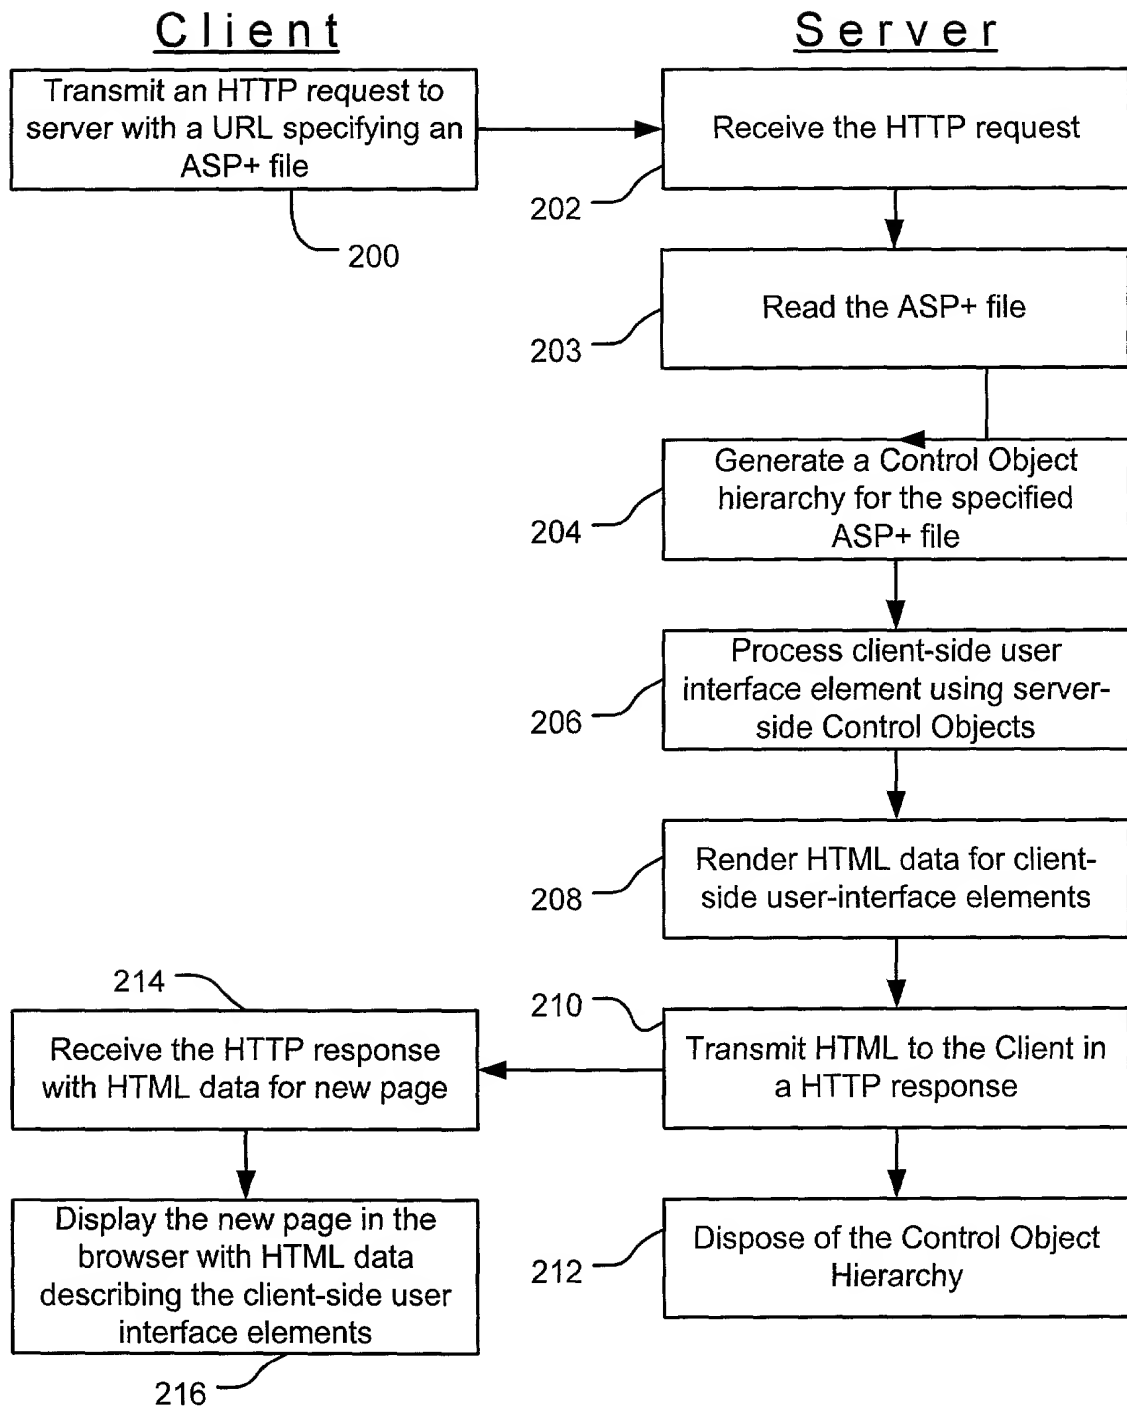 Client
Server
Transmit an HTTP request to
server with a URL specifying an
ASP+ file
200
Receive the HTTP request
202
Read the ASP+ file
203
Generate a Control Object
hierarchy for the specified
ASP+ file
204
Process client-side user
interface element using server-
side Control Objects
206
Render HTML data for client-
side user-interface elements
208
210
Transmit HTML to the Client in
a HTTP response
214
Receive the HTTP response
with HTML data for new page
Dispose of the Control Object
Hierarchy
212
Display the new page in the
browser with HTML data
describing the client-side user
interface elements
216